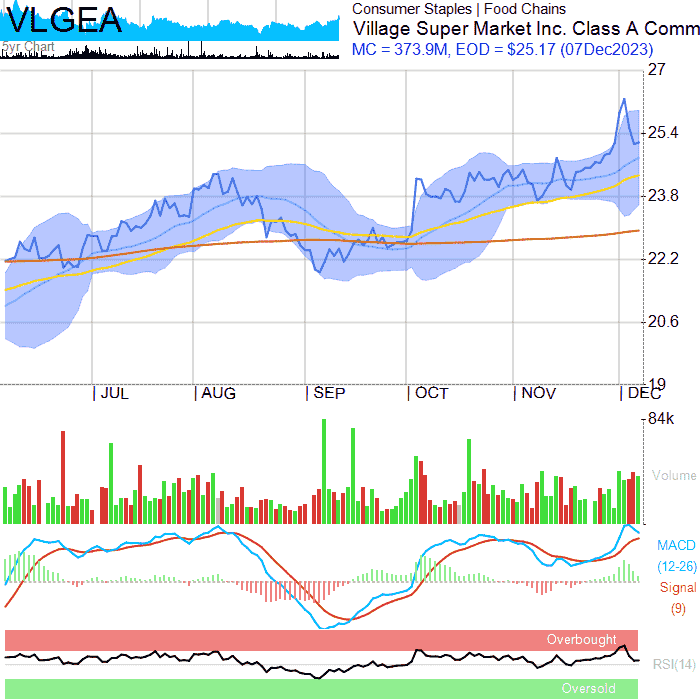 VLGEA
Consumer Staples | Food Chains
5yr Chart
Village Super Market Inc. Class A Comm
MC = 373.9M, EOD = $25.17 (07Dec2023)
27
25.4
23.8
22.2
20.6
19
JUL
AUG
SEP
OCT
NOV
DEC
84k
Volume
MACD
(12-26)
Signal
(9)
Overbought
RSI(14)
Oversold